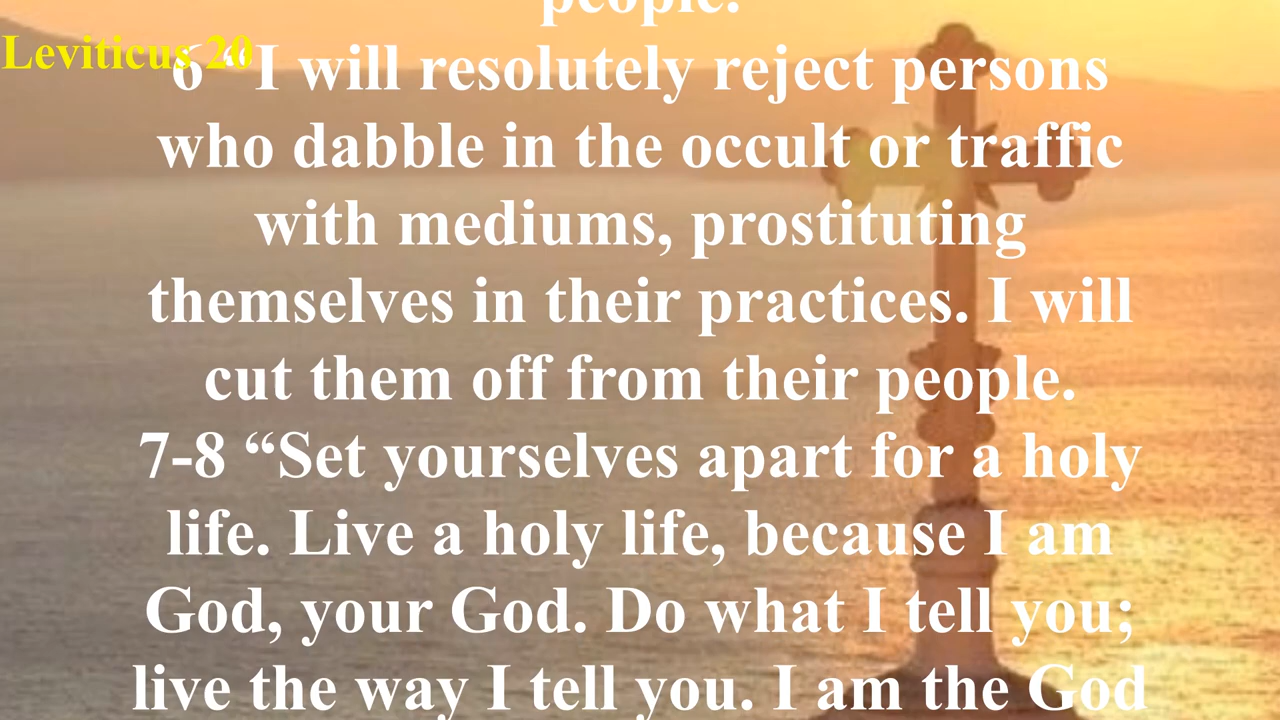 people.
Leviticus 20
6 “I will resolutely reject persons
who dabble in the occult or traffic
with mediums, prostituting
themselves in their practices. I will
cut them off from their people.
7-8 “Set yourselves apart for a holy
life. Live a holy life, because I am
God, your God. Do what I tell you;
live the way I tell you. I am the God